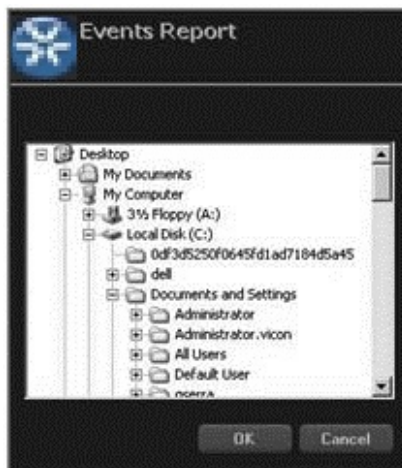 Events Report
Desktop
My Documents
My Computer
3½ Floppy (A:)
Local Disk (C:)
0df3d5250f0645fd1ad7184d5a45
dell
Documents and Settings
Administrator
Administrator.vicon
All Users
Default User
OK
Cancel